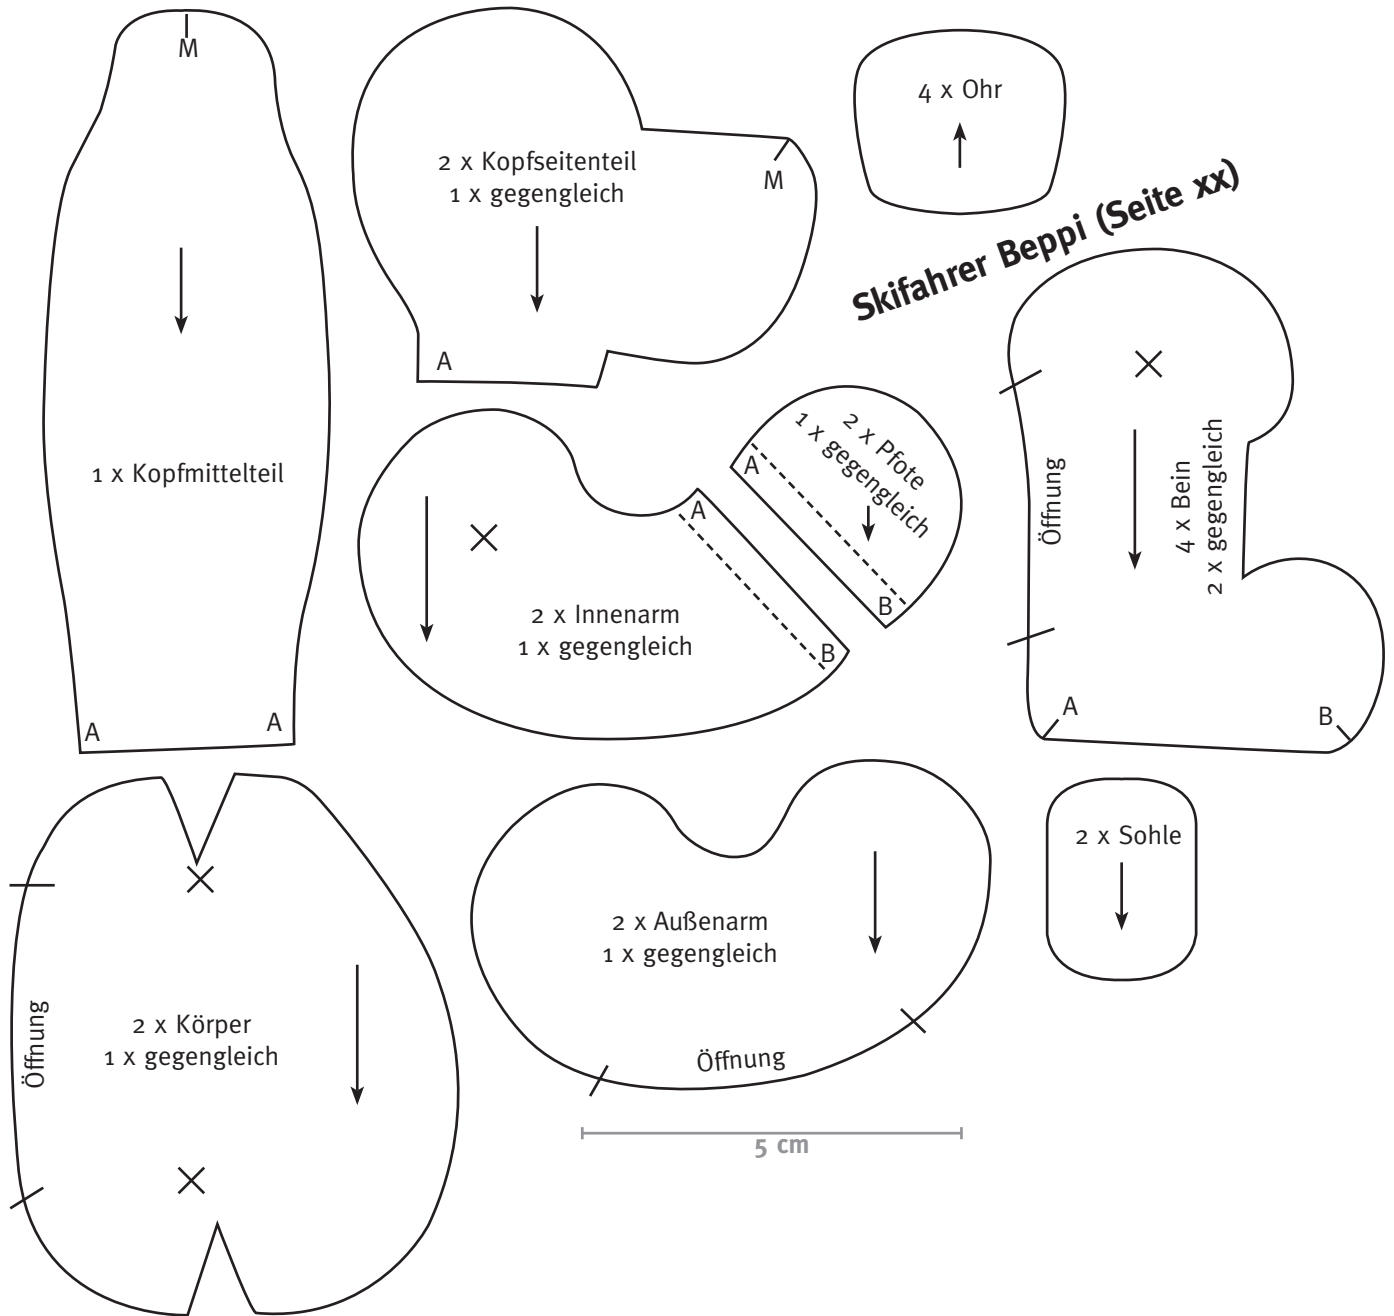 M
1 x Kopfmittelteil
A
A
2 x Kopfseitenteil
1 x gegengleich
M
A
4 x Ohr
Skifahrer Beppi (Seite xx)
2 x Innenarm
1 x gegengleich
A
B
2 x Pfote
1 x gegengleich
A
B
Öffnung
4 x Bein
2 x gegengleich
A
B
Öffnung
2 x Körper
1 x gegengleich
2 x Außenarm
1 x gegengleich
Öffnung
2 x Sohle
5 cm